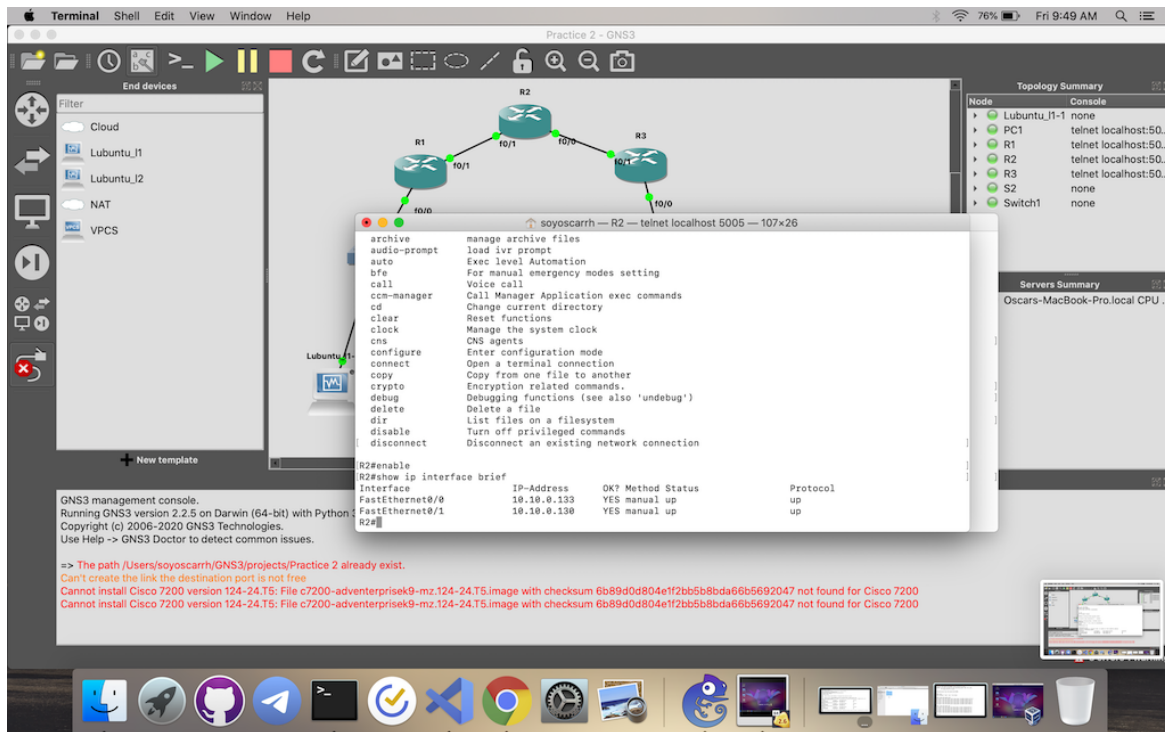 Terminal Shell Edit View Window Help
76% Fri 9:49 AM
Practice 2 - GNS3
End devices
Filter
Cloud
Lubuntu_l1
Lubuntu_l2
NAT
VPCS
New template
R2
f0/1
f0/0
R1
f0/1
f0/0
R3
f0/1
f0/0
Lubuntu_l1-
Topology Summary
Node Console
Lubuntu_l1-1 none
PC1 telnet localhost:50..
R1 telnet localhost:50..
R2 telnet localhost:50..
R3 telnet localhost:50..
S2 none
Switch1 none
Servers Summary
Oscars-MacBook-Pro.local CPU .
soyoscarrh — R2 — telnet localhost 5005 — 107×26
archive manage archive files
audio-prompt load ivr prompt
auto Exec level Automation
bfe For manual emergency modes setting
call Voice call
ccm-manager Call Manager Application exec commands
cd Change current directory
clear Reset functions
clock Manage the system clock
cns CNS agents
configure Enter configuration mode
connect Open a terminal connection
copy Copy from one file to another
crypto Encryption related commands.
debug Debugging functions (see also 'undebug')
delete Delete a file
dir List files on a filesystem
disable Turn off privileged commands
disconnect Disconnect an existing network connection
R2#enable
R2#show ip interface brief
Interface IP-Address OK? Method Status Protocol
FastEthernet0/0 10.10.0.133 YES manual up up
FastEthernet0/1 10.10.0.130 YES manual up up
R2#
GNS3 management console.
Running GNS3 version 2.2.5 on Darwin (64-bit) with Python 3
Copyright (c) 2006-2020 GNS3 Technologies.
Use Help -> GNS3 Doctor to detect common issues.
=> The path /Users/soyoscarrh/GNS3/projects/Practice 2 already exist.
Can't create the link the destination port is not free
Cannot install Cisco 7200 version 124-24.T5: File c7200-adventerprisek9-mz.124-24.T5.image with checksum 6b89d0d804e1f2bb5b8bda66b5692047 not found for Cisco 7200
Cannot install Cisco 7200 version 124-24.T5: File c7200-adventerprisek9-mz.124-24.T5.image with checksum 6b89d0d804e1f2bb5b8bda66b5692047 not found for Cisco 7200